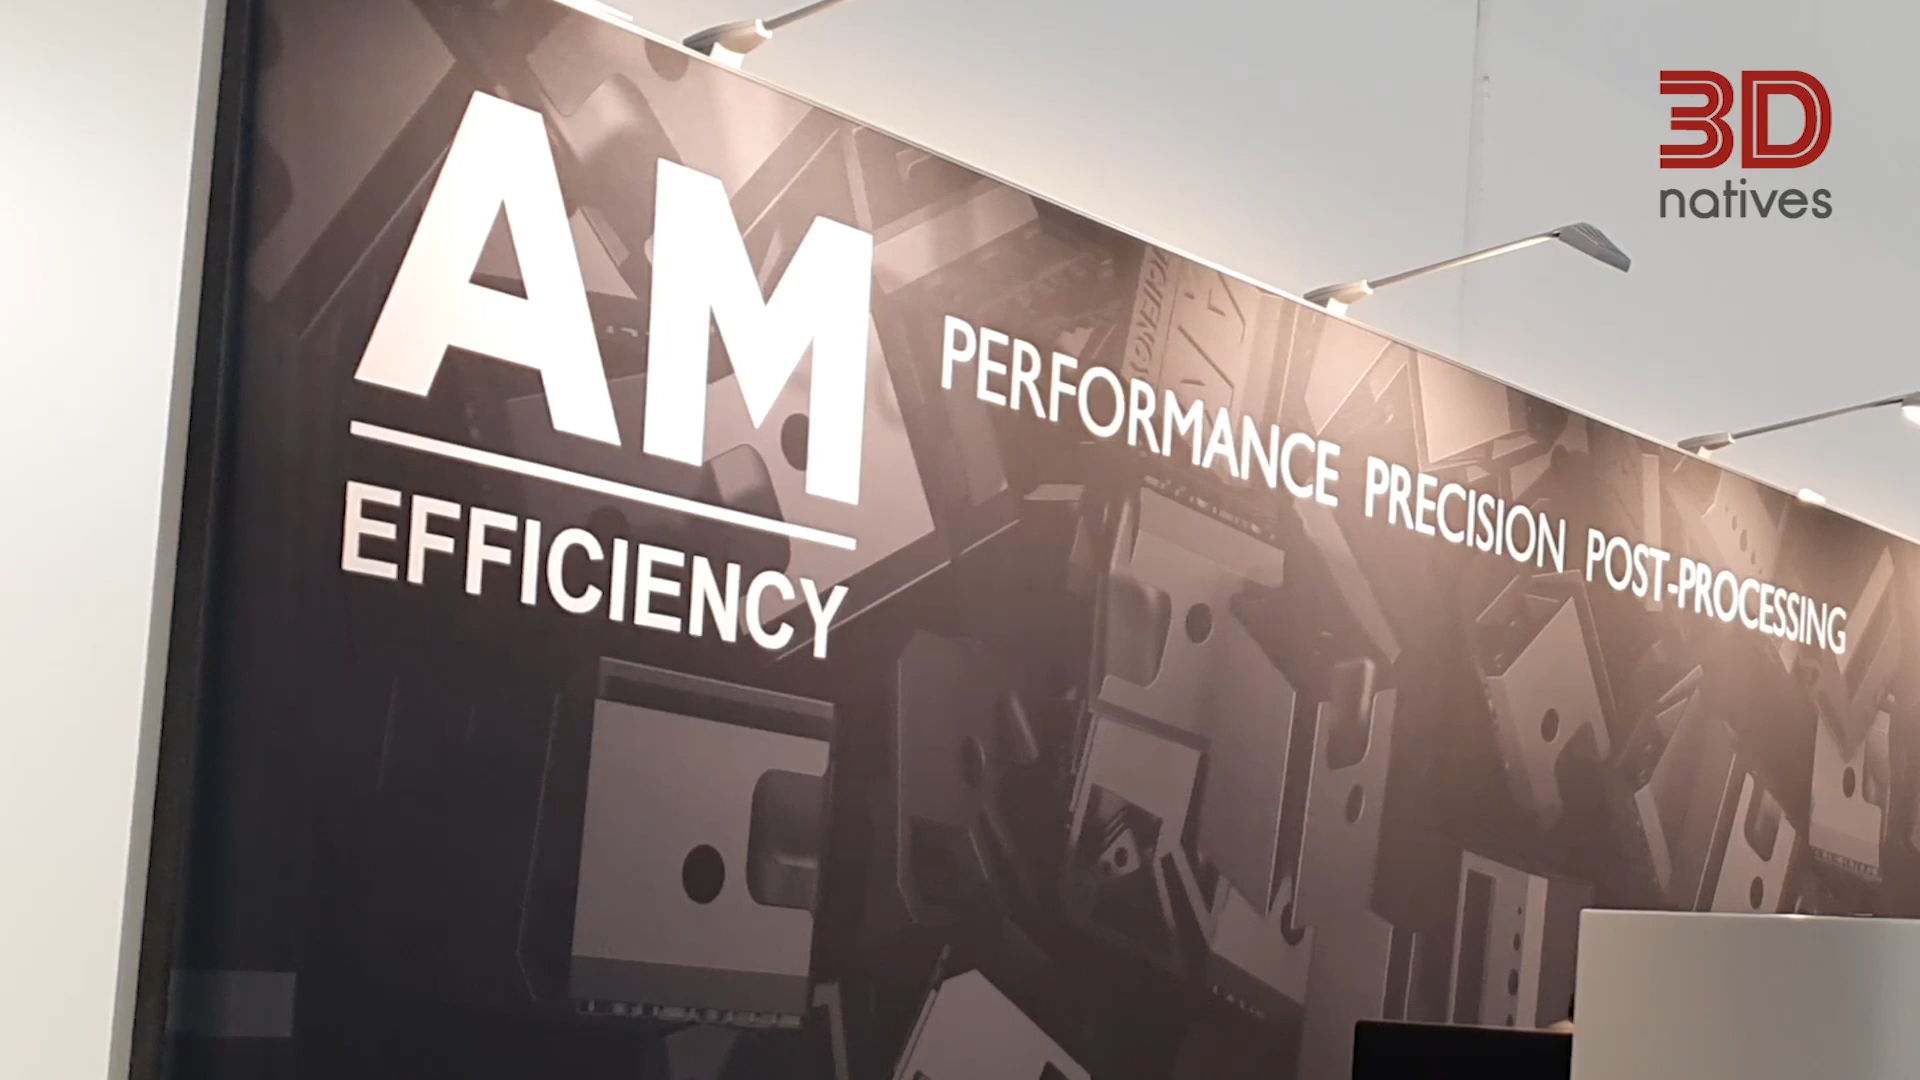 3D
natives
AM
EFFICIENCY
PERFORMANCE PRECISION POST-PROCESSING